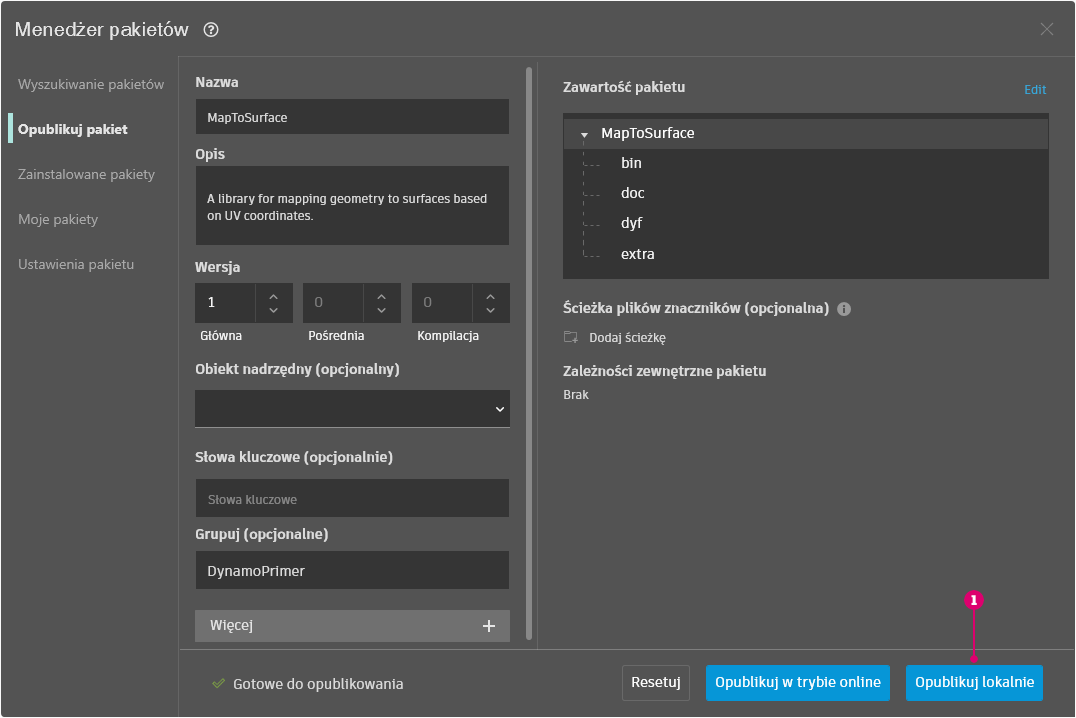 Menedżer pakietów ?
Wyszukiwanie pakietów
Opublikuj pakiet
Zainstalowane pakiety
Moje pakiety
Ustawienia pakietu
Nazwa
MapToSurface
Opis
A library for mapping geometry to surfaces based
on UV coordinates.
Wersja
1 0 0
Główna Pośrednia Kompilacja
Obiekt nadrzędny (opcjonalny)
Słowa kluczowe (opcjonalnie)
Słowa kluczowe
Grupuj (opcjonalne)
DynamoPrimer
Więcej +
Zawartość pakietu Edit
MapToSurface
bin
doc
dyf
extra
Ścieżka plików znaczników (opcjonalna) i
Dodaj ścieżkę
Zależności zewnętrzne pakietu
Brak
1
Gotowe do opublikowania Resetuj Opublikuj w trybie online Opublikuj lokalnie